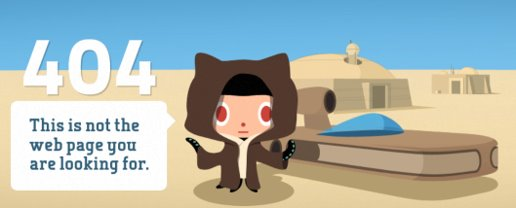 404
This is not the
web page you
are looking for.